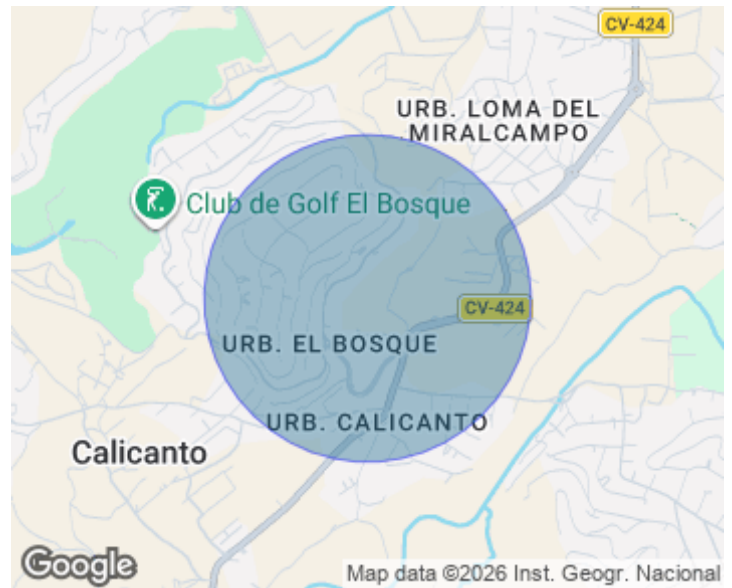 CV-424
URB. LOMA DEL
MIRALCAMPO
Club de Golf El Bosque
CV-424
URB. EL BOSQUE
URB. CALICANTO
Calicanto
Google
Map data ©2026 Inst. Geogr. Nacional